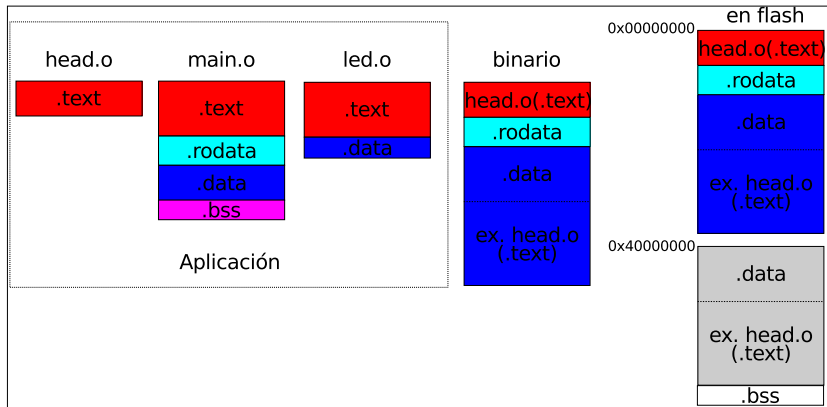 head.o
.text
main.o
.text
.rodata
.data
.bss
led.o
.text
.data
Aplicación
binario
head.o(.text)
.rodata
.data
ex. head.o
(.text)
en flash
0x00000000
head.o(.text)
.rodata
.data
ex. head.o
(.text)
0x40000000
.data
ex. head.o
(.text)
.bss